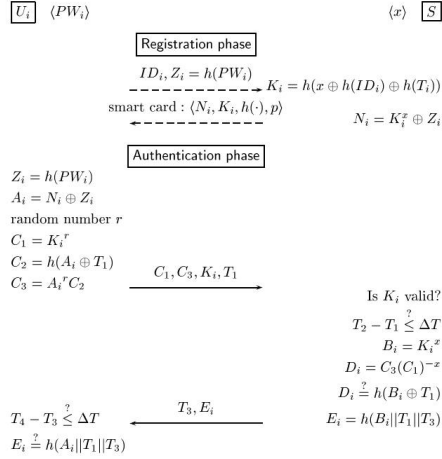 U_i ⟨PW_i⟩ ⟨x⟩ S
Registration phase
ID_i, Z_i = h(PW_i)
K_i = h(x ⊕ h(ID_i) ⊕ h(T_i))
smart card : ⟨N_i, K_i, h(·), p⟩
N_i = K_i^x ⊕ Z_i
Authentication phase
Z_i = h(PW_i)
A_i = N_i ⊕ Z_i
random number r
C_1 = K_i^r
C_2 = h(A_i ⊕ T_1)
C_3 = A_i^r C_2
C_1, C_3, K_i, T_1
Is K_i valid?
T_2 − T_1 ≤? ΔT
B_i = K_i^x
D_i = C_3(C_1)^{−x}
D_i =? h(B_i ⊕ T_1)
E_i = h(B_i||T_1||T_3)
T_3, E_i
T_4 − T_3 ≤? ΔT
E_i =? h(A_i||T_1||T_3)